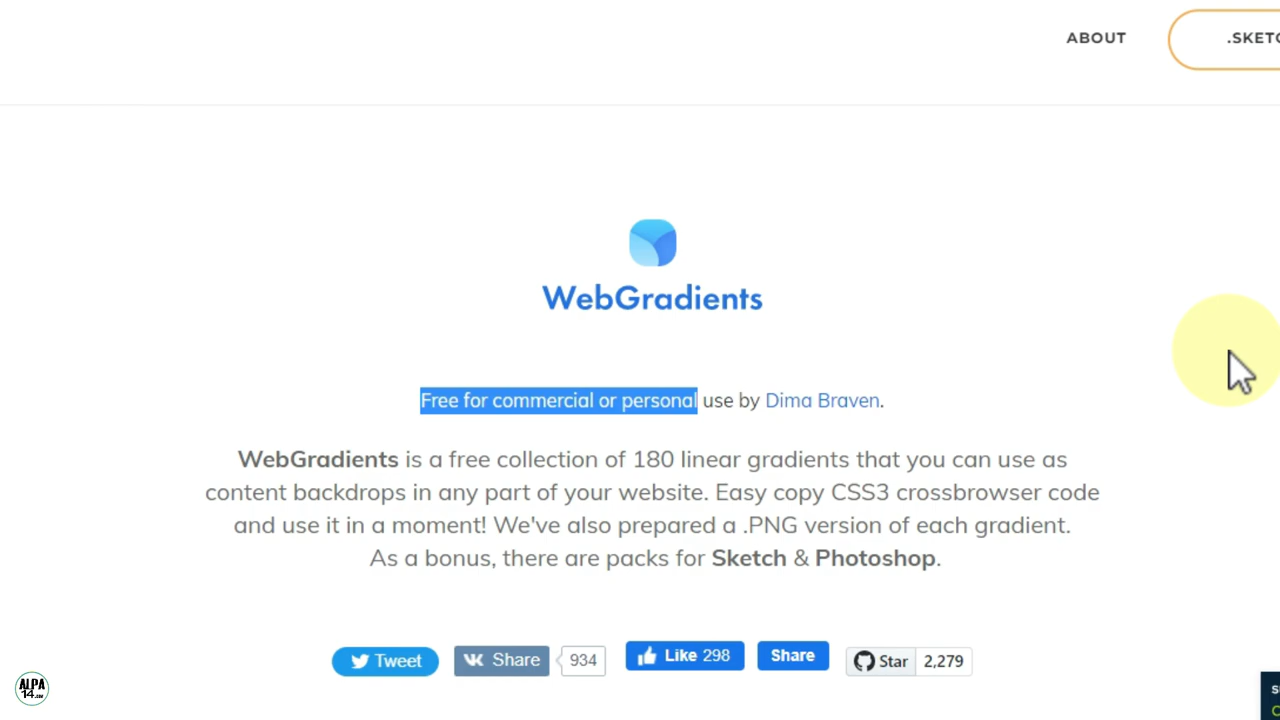 ABOUT
.SKETC
WebGradients
Free for commercial or personal use by Dima Braven.
WebGradients is a free collection of 180 linear gradients that you can use as
content backdrops in any part of your website. Easy copy CSS3 crossbrowser code
and use it in a moment! We've also prepared a .PNG version of each gradient.
As a bonus, there are packs for Sketch & Photoshop.
Tweet
Share 934
Like 298
Share
Star 2,279
ALPA
14